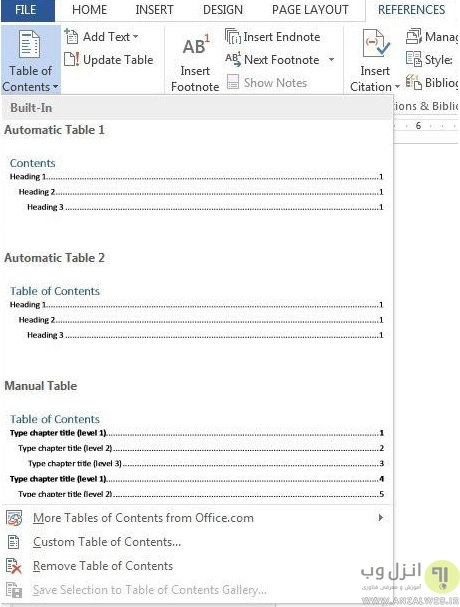 FILE HOME INSERT DESIGN PAGE LAYOUT REFERENCES
Table of
Contents
Add Text
Update Table
AB¹
Insert
Footnote
Insert Endnote
Next Footnote
Show Notes
Insert
Citation
Manag
Style:
Bibliog
ions & Biblio
6
Built-In
Automatic Table 1
Contents
Heading 1...1
Heading 2...1
Heading 3...1
Automatic Table 2
Table of Contents
Heading 1...1
Heading 2...1
Heading 3...1
Manual Table
Table of Contents
Type chapter title (level 1)...1
Type chapter title (level 2)...2
Type chapter title (level 3)...3
Type chapter title (level 1)...4
Type chapter title (level 2)...5
More Tables of Contents from Office.com
Custom Table of Contents...
Remove Table of Contents
Save Selection to Table of Contents Gallery...
انزل وب
آموزش و معرفی فناوری
WWW.ANZALWEB.IR